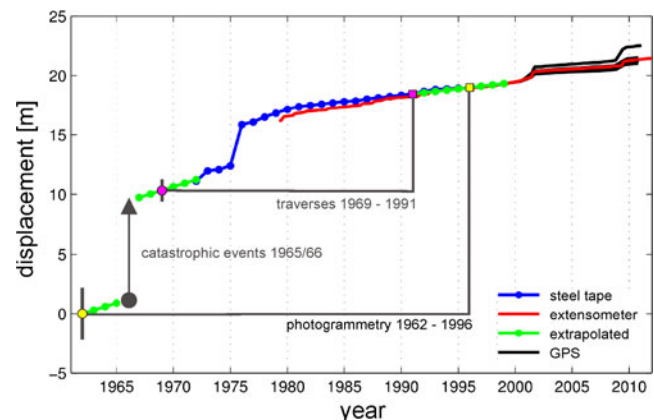 25
20
15
10
5
0
−5
displacement [m]
traverses 1969 - 1991
catastrophic events 1965/66
photogrammetry 1962 - 1996
steel tape
extensometer
extrapolated
GPS
1965 1970 1975 1980 1985 1990 1995 2000 2005 2010
year